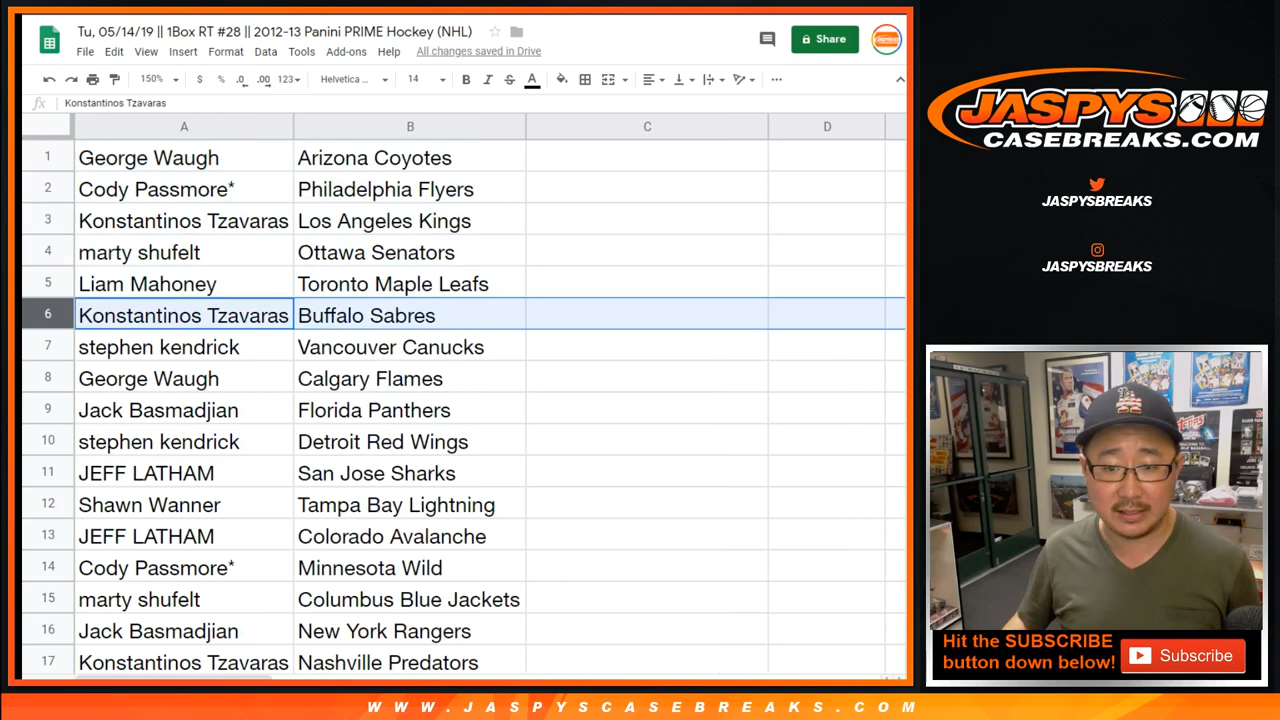 Tu, 05/14/19 || 1Box RT #28 || 2012-13 Panini PRIME Hockey (NHL)
File Edit View Insert Format Data Tools Add-ons Help All changes saved in Drive
Share
150% $ % .0 .00 123 Helvetica ... 14 B I S A
fx Konstantinos Tzavaras
A B C D
1 George Waugh Arizona Coyotes
2 Cody Passmore* Philadelphia Flyers
3 Konstantinos Tzavaras Los Angeles Kings
4 marty shufelt Ottawa Senators
5 Liam Mahoney Toronto Maple Leafs
6 Konstantinos Tzavaras Buffalo Sabres
7 stephen kendrick Vancouver Canucks
8 George Waugh Calgary Flames
9 Jack Basmadjian Florida Panthers
10 stephen kendrick Detroit Red Wings
11 JEFF LATHAM San Jose Sharks
12 Shawn Wanner Tampa Bay Lightning
13 JEFF LATHAM Colorado Avalanche
14 Cody Passmore* Minnesota Wild
15 marty shufelt Columbus Blue Jackets
16 Jack Basmadjian New York Rangers
17 Konstantinos Tzavaras Nashville Predators
JASPYS
CASEBREAKS.COM
JASPYSBREAKS
JASPYSBREAKS
TOPPS
Hit the SUBSCRIBE
button down below!
Subscribe
WWW.JASPYSCASEBREAKS.COM